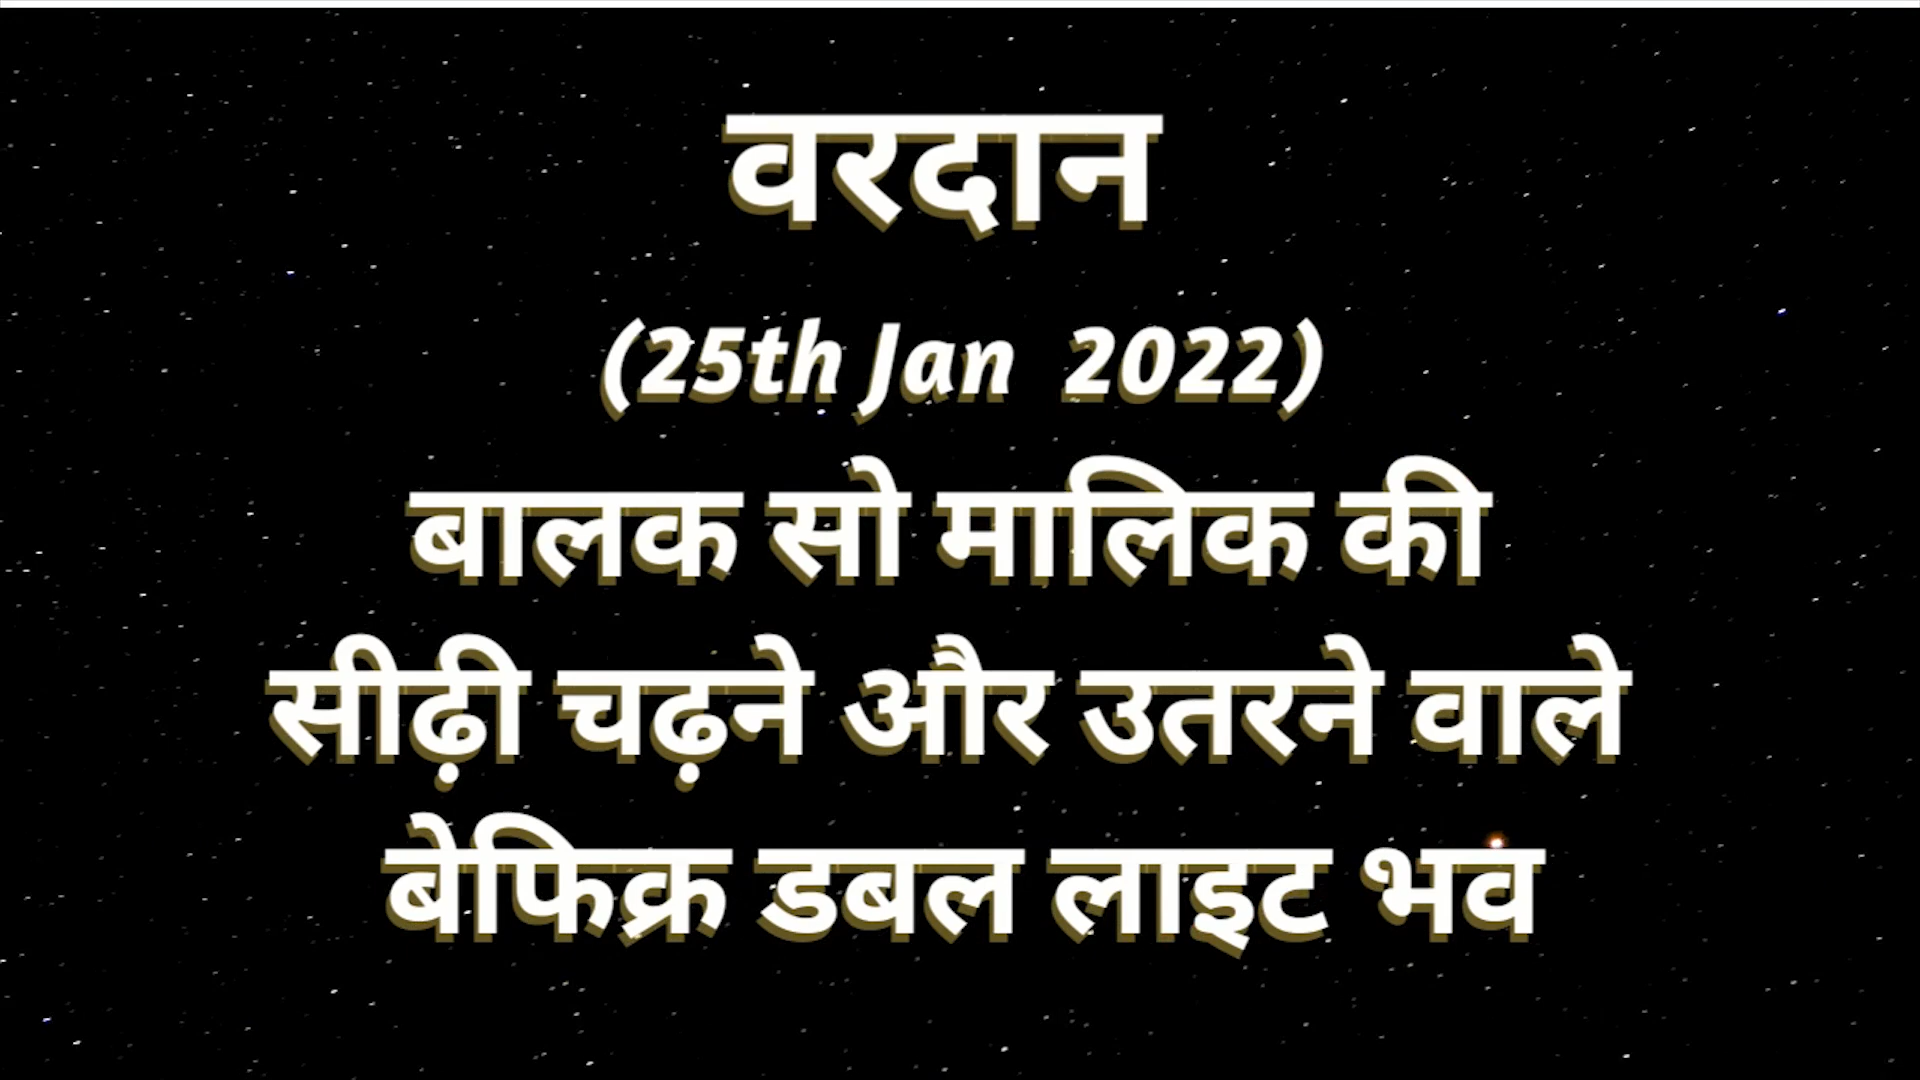 वरदान
(25th Jan 2022)
बालक सो मालिक की
सीढ़ी चढ़ने और उतरने वाले
बेफिक्र डबल लाइट भव